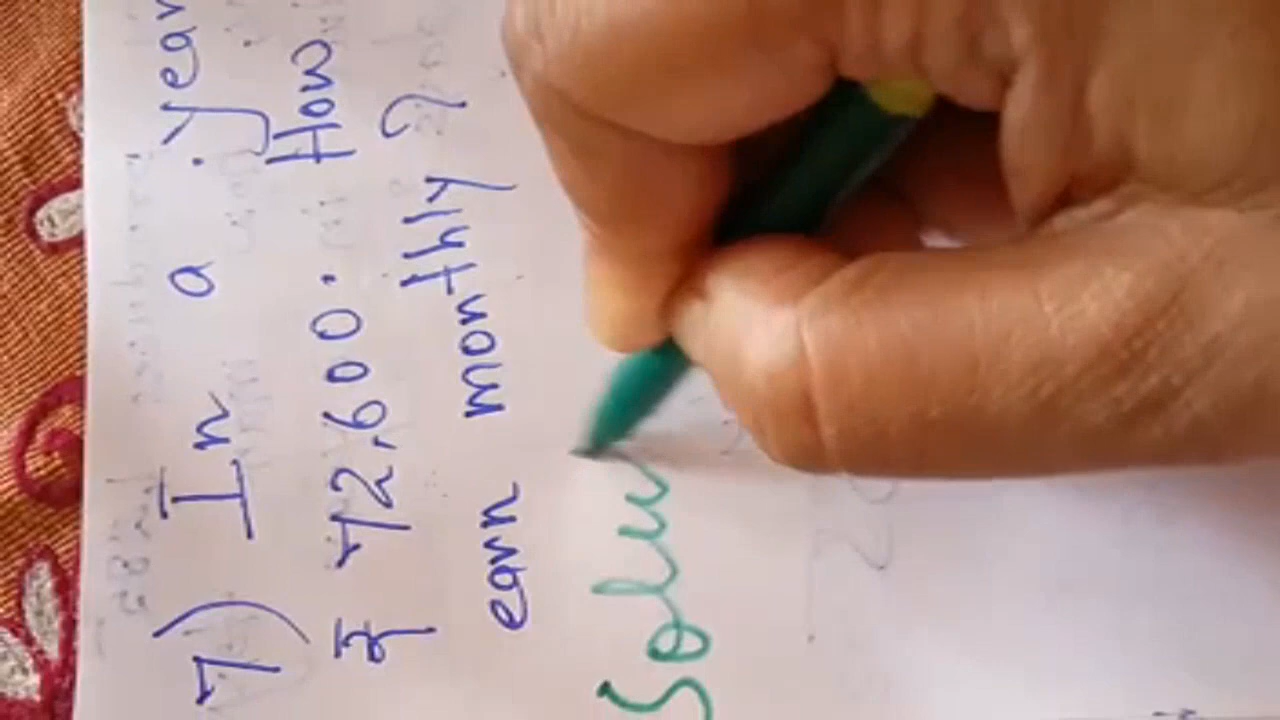 7) In a year
₹ 72,600. How
earn monthly ?
Solu